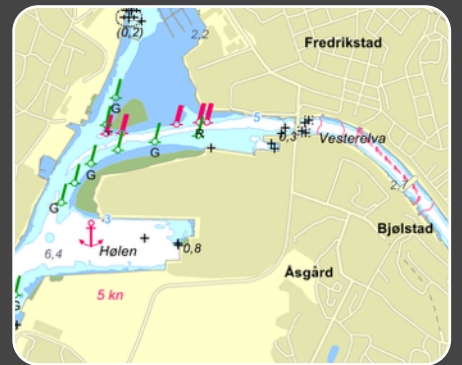 (0,2)
2,2
Fredrikstad
G
5
R
0,3
Vesterelva
G
G
2,7
G
3
Bjølstad
6,4
Hølen
0,8
Åsgård
5 kn
G